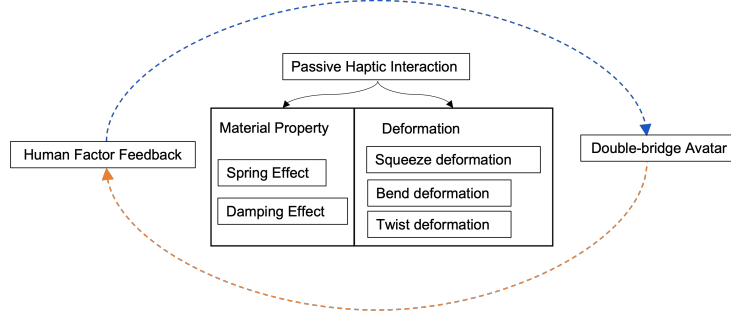 Passive Haptic Interaction
Material Property
Deformation
Human Factor Feedback
Double-bridge Avatar
Spring Effect
Damping Effect
Squeeze deformation
Bend deformation
Twist deformation